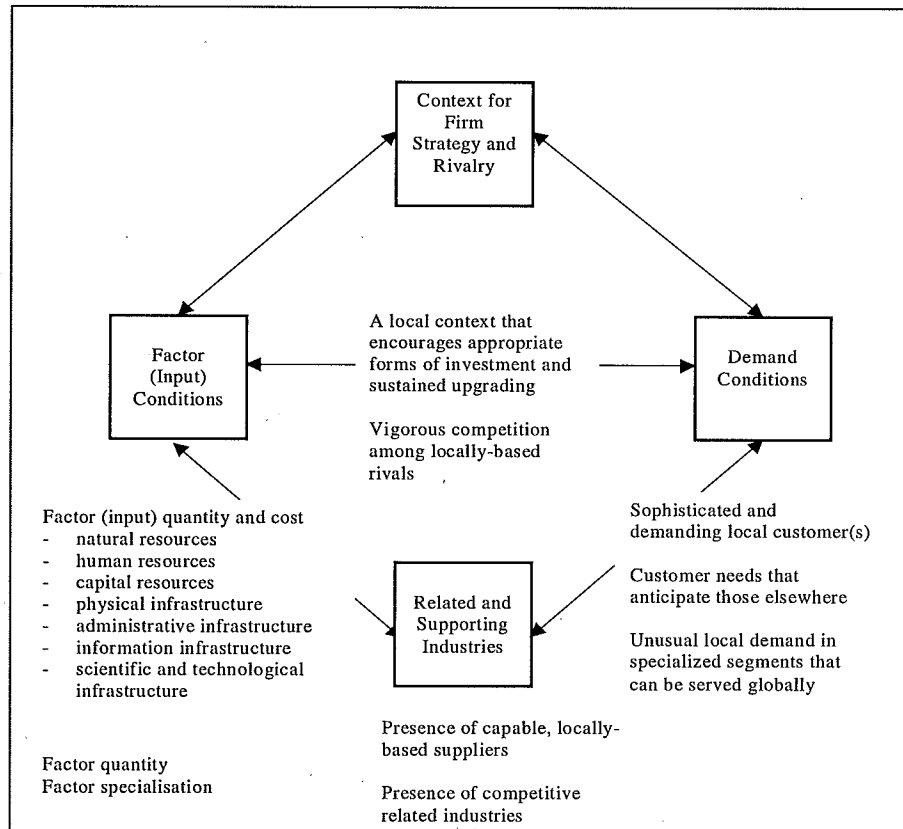 Context for
Firm
Strategy and
Rivalry
Factor
(Input)
Conditions
A local context that
encourages appropriate
forms of investment and
sustained upgrading
Vigorous competition
among locally-based
rivals
Demand
Conditions
Factor (input) quantity and cost
- natural resources
- human resources
- capital resources
- physical infrastructure
- administrative infrastructure
- information infrastructure
- scientific and technological
infrastructure
Factor quantity
Factor specialisation
Related and
Supporting
Industries
Presence of capable, locally-
based suppliers
Presence of competitive
related industries
Sophisticated and
demanding local customer(s)
Customer needs that
anticipate those elsewhere
Unusual local demand in
specialized segments that
can be served globally